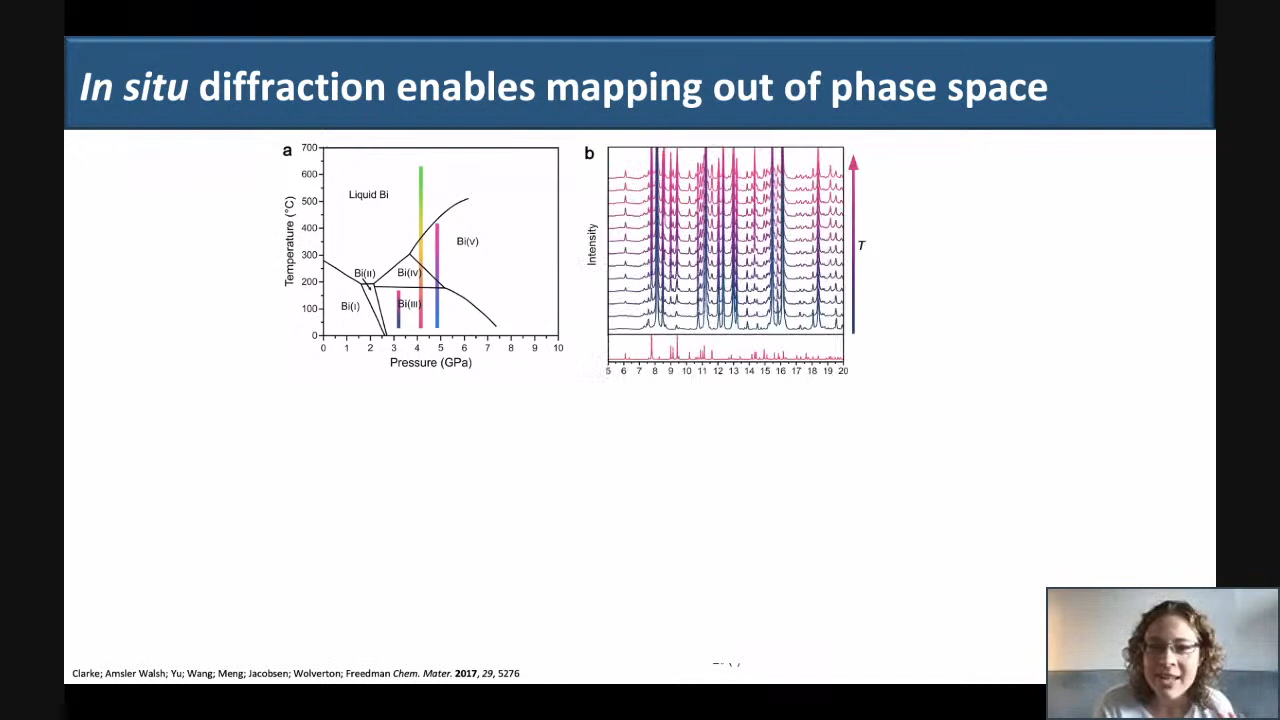 In situ diffraction enables mapping out of phase space
a
700
600
500
400
300
200
100
0
Temperature (°C)
Liquid Bi
Bi(V)
Bi(II)
Bi(IV)
Bi(I)
Bi(III)
0 1 2 3 4 5 6 7 8 9 10
Pressure (GPa)
b
Intensity
T
5 6 7 8 9 10 11 12 13 14 15 16 17 18 19 20
Clarke; Amsler Walsh; Yu; Wang; Meng; Jacobsen; Wolverton; Freedman Chem. Mater. 2017, 29, 5276